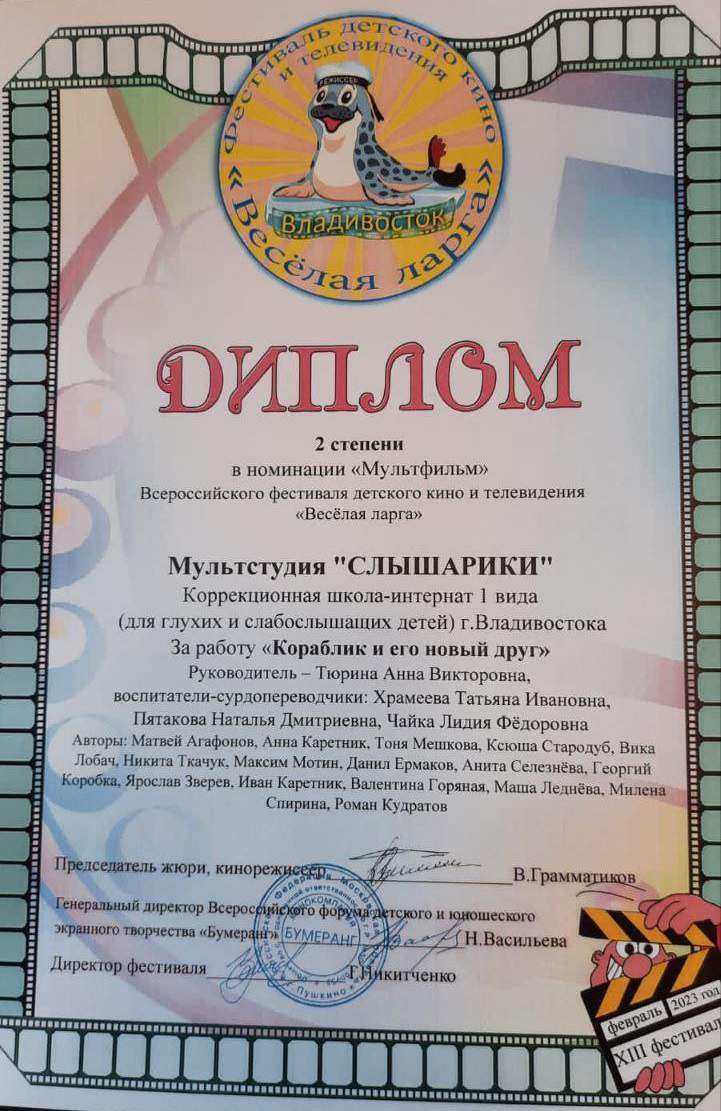 Фестиваль детского кино
и телевидения
РЕЖИССЕР
Владивосток
«Весёлая ларга»
ДИПЛОМ
2 степени
в номинации «Мультфильм»
Всероссийского фестиваля детского кино и телевидения
«Весёлая ларга»
Мультстудия "СЛЫШАРИКИ"
Коррекционная школа-интернат 1 вида
(для глухих и слабослышащих детей) г.Владивостока
За работу «Кораблик и его новый друг»
Руководитель – Тюрина Анна Викторовна,
воспитатели-сурдопереводчики: Храмеева Татьяна Ивановна,
Пятакова Наталья Дмитриевна, Чайка Лидия Фёдоровна
Авторы: Матвей Агафонов, Анна Каретник, Тоня Мешкова, Ксюша Стародуб, Вика
Лобач, Никита Ткачук, Максим Мотин, Данил Ермаков, Анита Селезнёва, Георгий
Коробка, Ярослав Зверев, Иван Каретник, Валентина Горяная, Маша Леднёва, Милена
Спирина, Роман Кудратов
Председатель жюри, кинорежиссер В.Грамматиков
Генеральный директор Всероссийского форума детского и юношеского
экранного творчества «Бумеранг» Н.Васильева
Директор фестиваля Г.Никитченко
БУМЕРАНГ
Пушкино
февраль 2023 год
XIII фестиваль